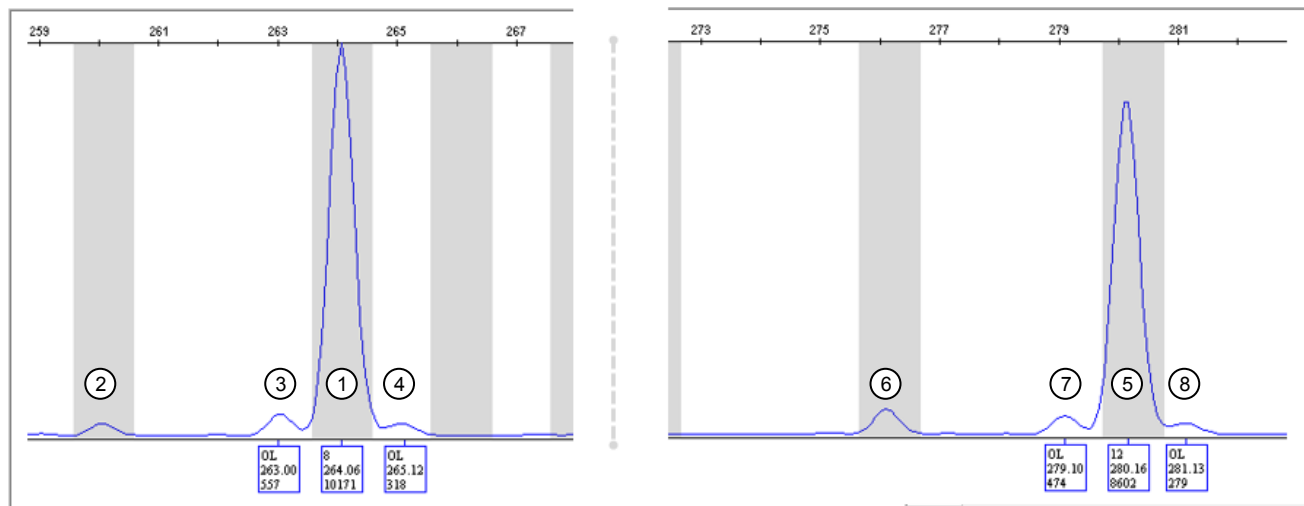 259 261 263 265 267
273 275 277 279 281
② ③ ① ④
⑥ ⑦ ⑤ ⑧
OL
263.00
557
8
264.06
10171
OL
265.12
318
OL
279.10
474
12
280.16
8602
OL
281.13
279